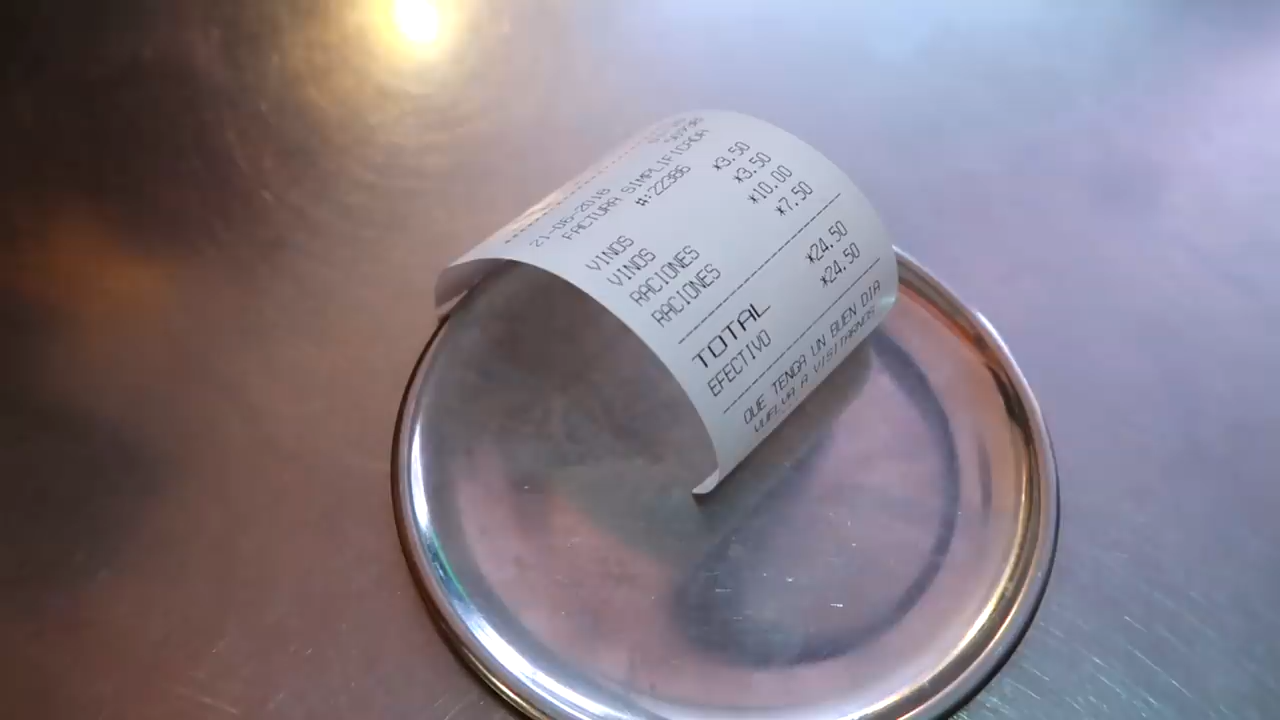 21-06-2018
FACTURA SIMPLIFICADA
#:22386
VINOS *3.50
VINOS *3.50
RACIONES *10.00
RACIONES *7.50
TOTAL *24.50
EFECTIVO *24.50
QUE TENGA UN BUEN DIA
VUELVA A VISITARNOS